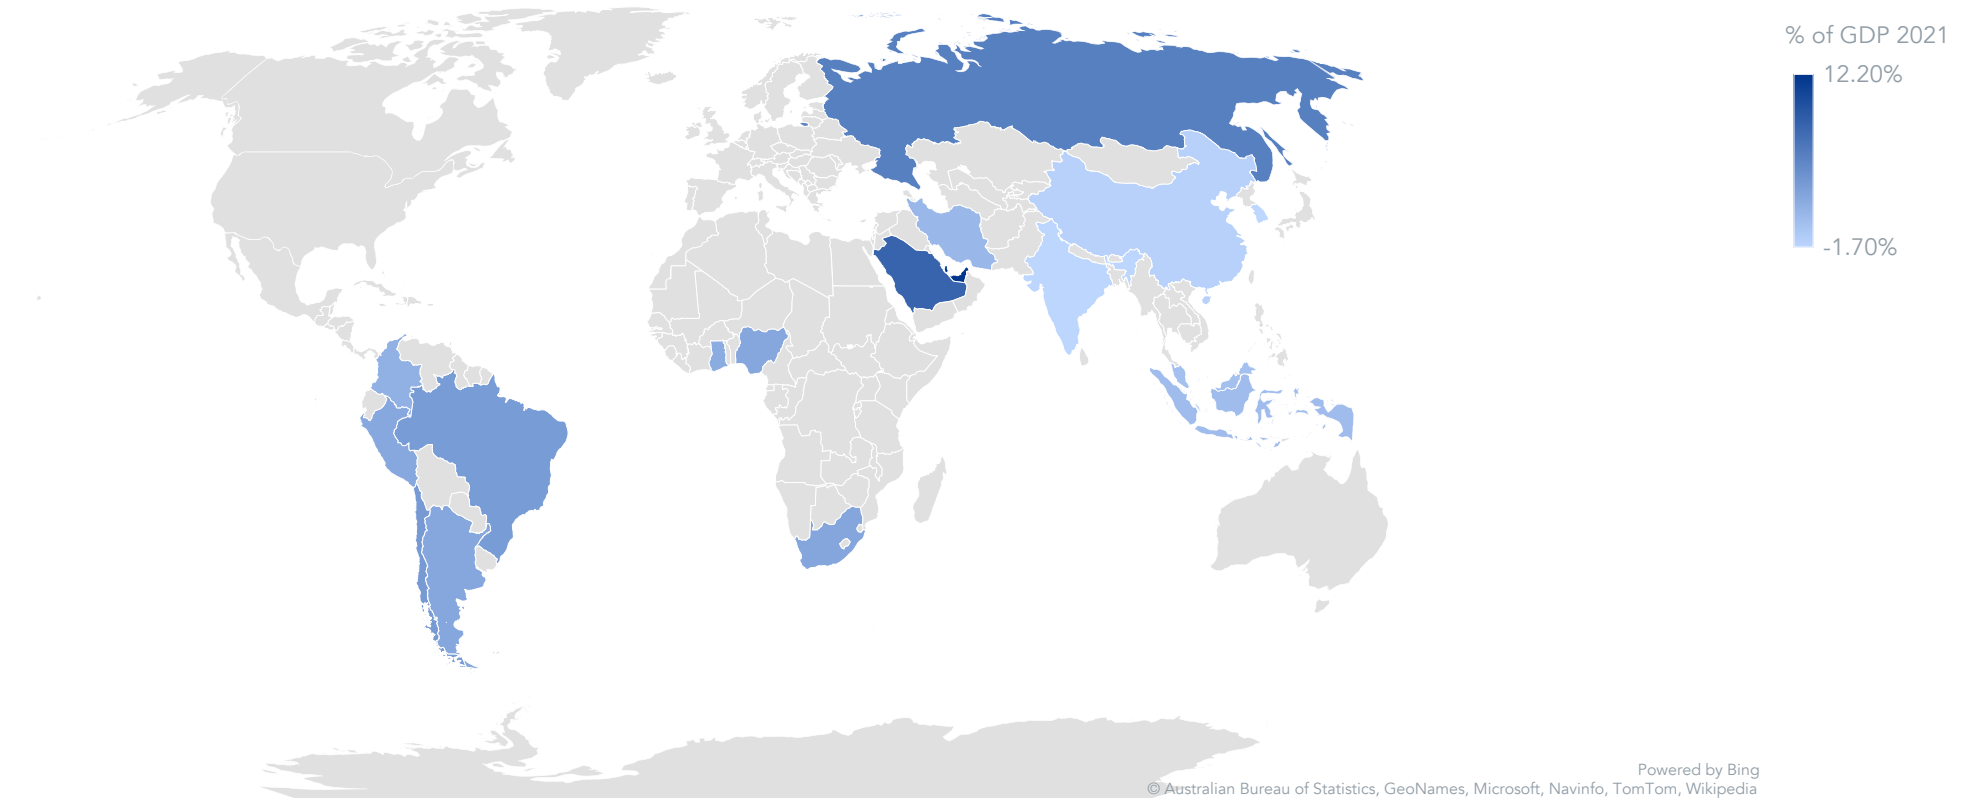 % of GDP 2021
12.20%
-1.70%
Powered by Bing
© Australian Bureau of Statistics, GeoNames, Microsoft, Navinfo, TomTom, Wikipedia